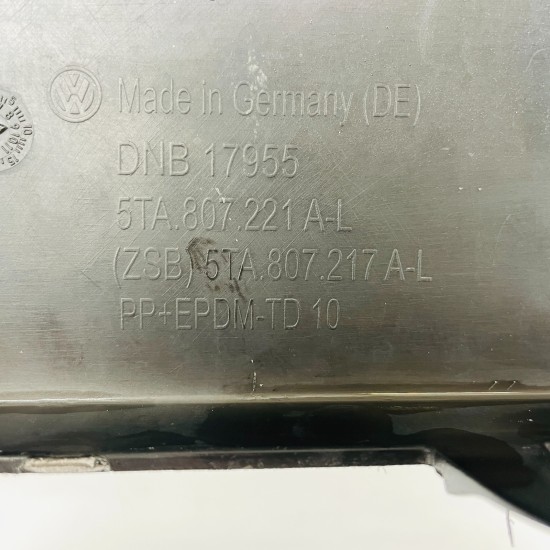 Made in Germany (DE)
DNB 17955
5TA.807.221 A-L
(ZSB) 5TA.807.217 A-L
PP+EPDM-TD 10